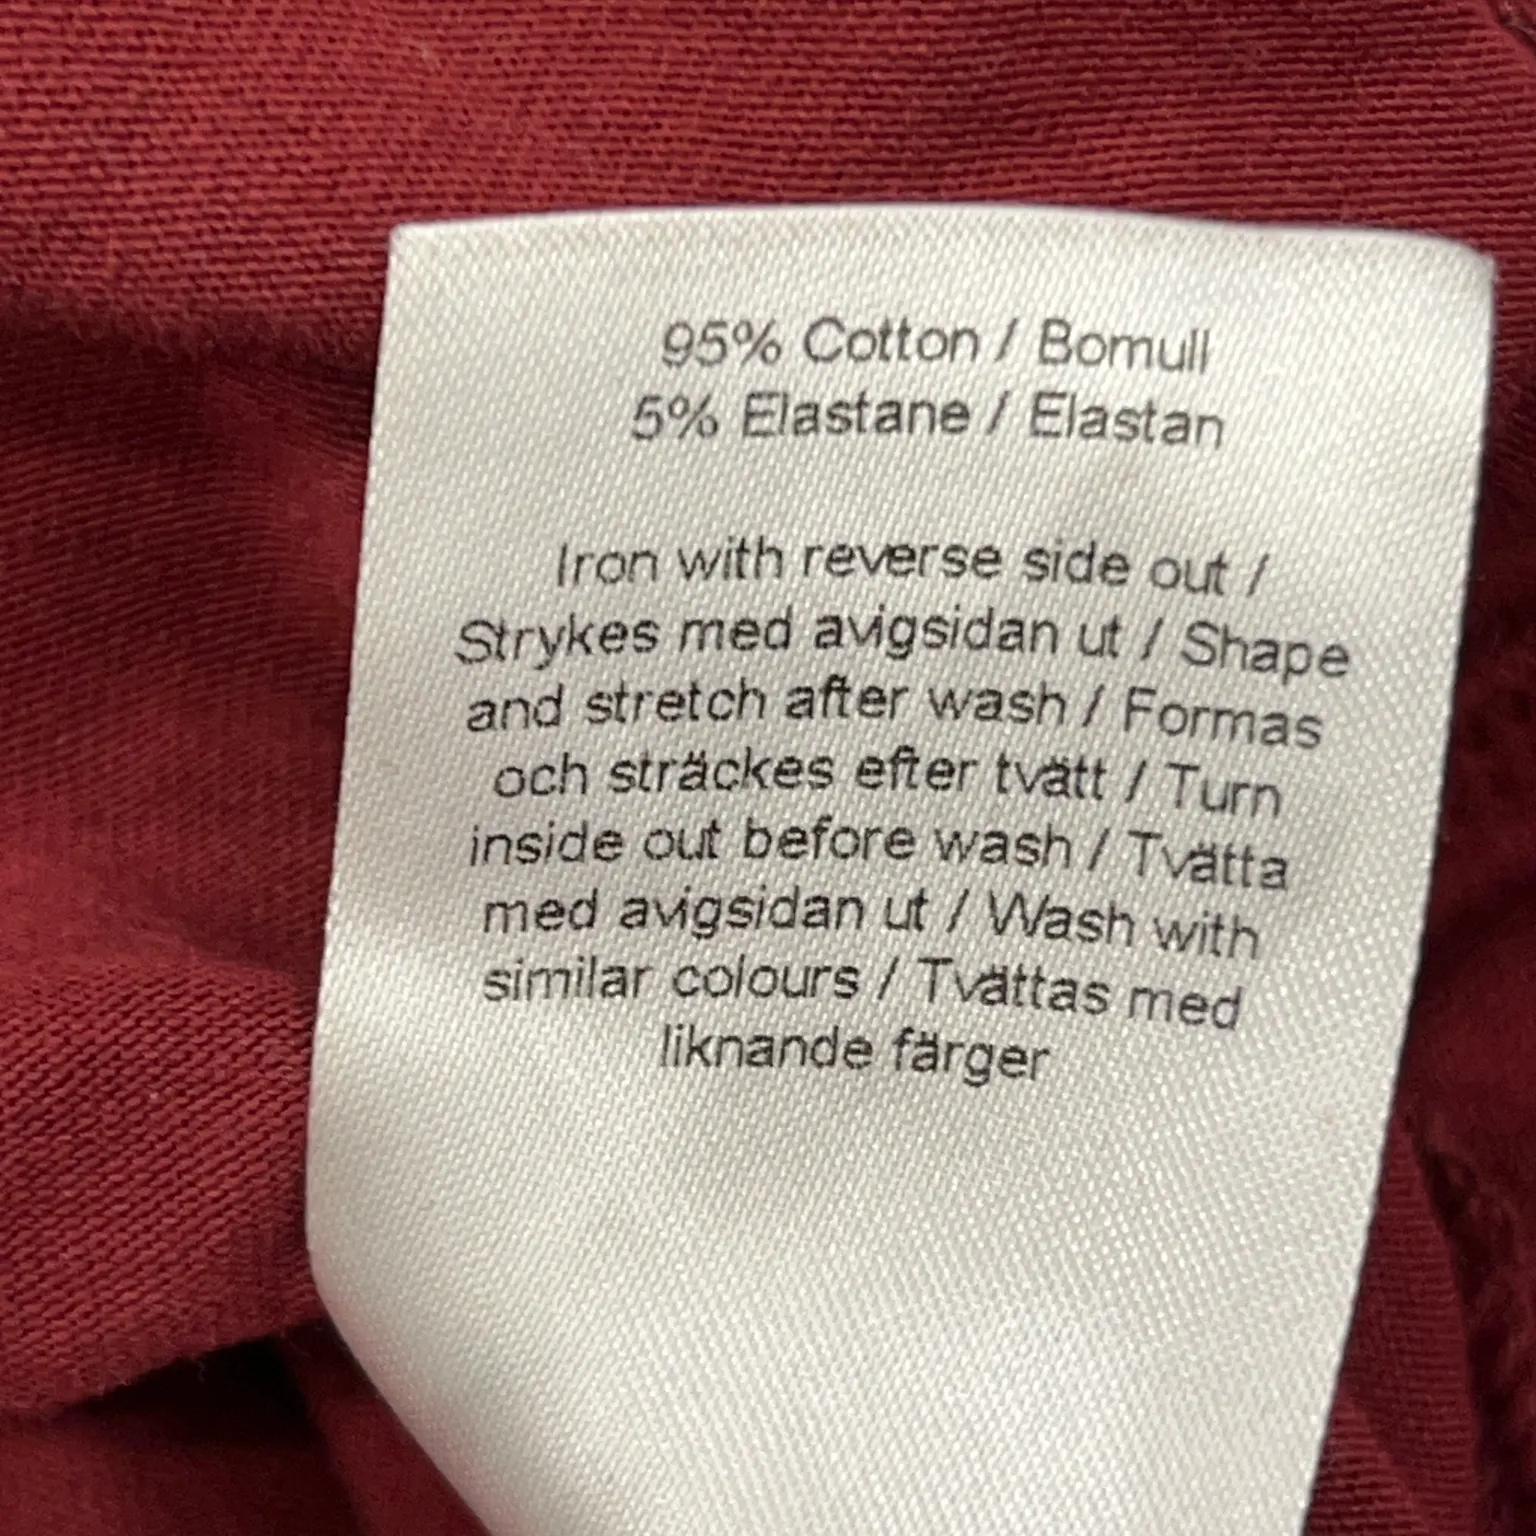 95% Cotton / Bomull
5% Elastane / Elastan
Iron with reverse side out /
Strykes med avigsidan ut / Shape
and stretch after wash / Formas
och sträckes efter tvätt / Turn
inside out before wash / Tvätta
med avigsidan ut / Wash with
similar colours / Tvättas med
liknande färger